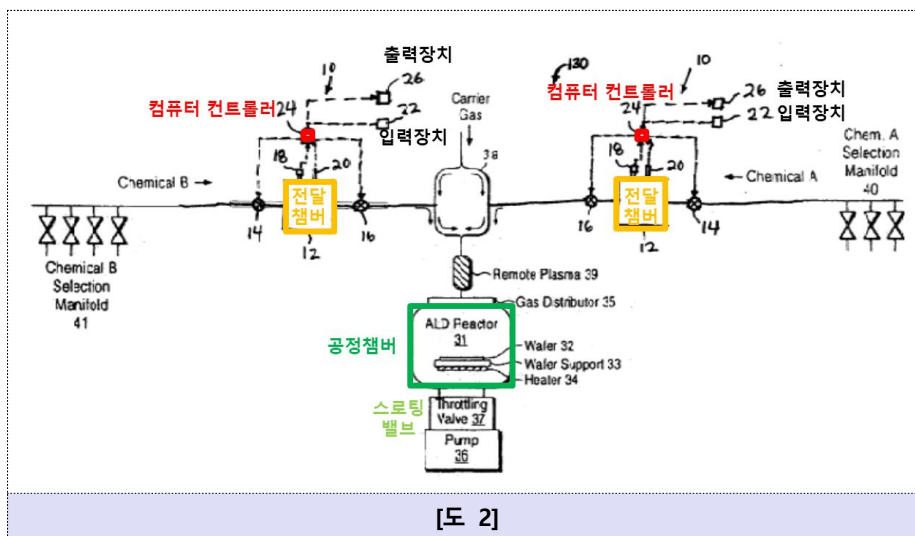 출력장치
10
26
컴퓨터 컨트롤러
24
22
입력장치
18
20
Chemical B
전달
챔버
14
16
12
Chemical B
Selection
Manifold
41
Carrier
Gas
38
130
10
컴퓨터 컨트롤러
26 출력장치
24
22 입력장치
18
20
Chem. A
Selection
Manifold
40
Chemical A
전달
챔버
16
14
12
Remote Plasma 39
Gas Distributor 35
ALD Reactor
31
공정챔버
Wafer 32
Wafer Support 33
Heater 34
스로팅
밸브
Throttling
Valve 37
Pump
36
[도 2]